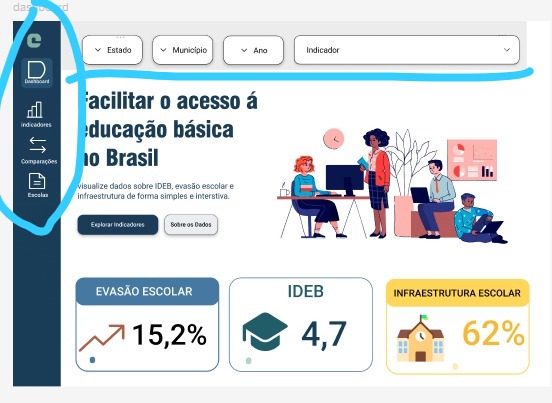 dashboard
e
Estado
Município
Ano
Indicador
Dashboard
Indicadores
Comparações
Escolas
Facilitar o acesso á
educação básica
no Brasil
visualize dados sobre IDEB, evasão escolar e
infraestrutura escolar de forma simples e interstiva.
Explorar Indicadores
Sobre os Dados
EVASÃO ESCOLAR
15,2%
IDEB
4,7
INFRAESTRUTURA ESCOLAR
62%